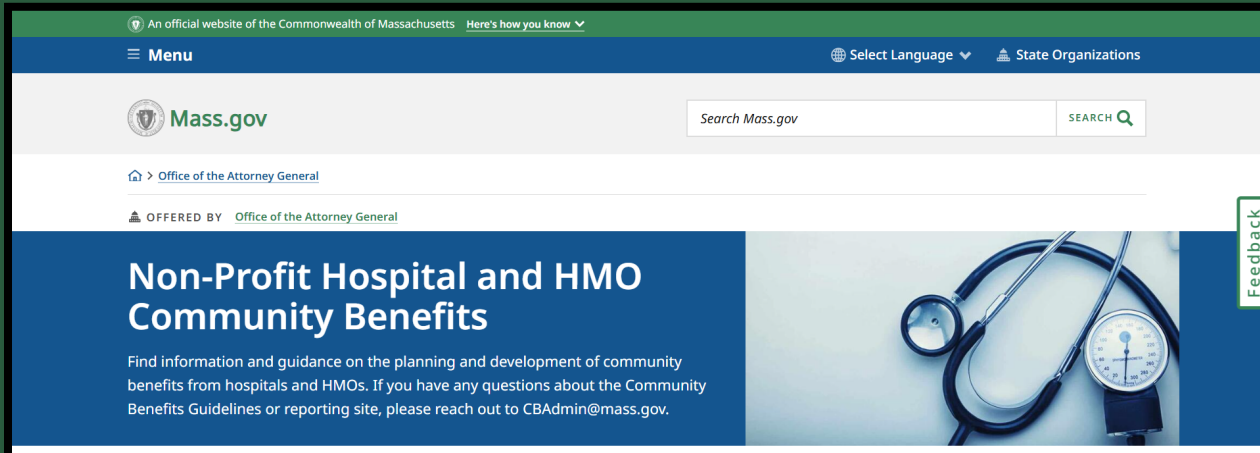 An official website of the Commonwealth of Massachusetts Here's how you know
Menu
Select Language
State Organizations
Mass.gov
Search Mass.gov
SEARCH
> Office of the Attorney General
OFFERED BY Office of the Attorney General
Feedback
Non-Profit Hospital and HMO
Community Benefits
Find information and guidance on the planning and development of community
benefits from hospitals and HMOs. If you have any questions about the Community
Benefits Guidelines or reporting site, please reach out to CBAdmin@mass.gov.